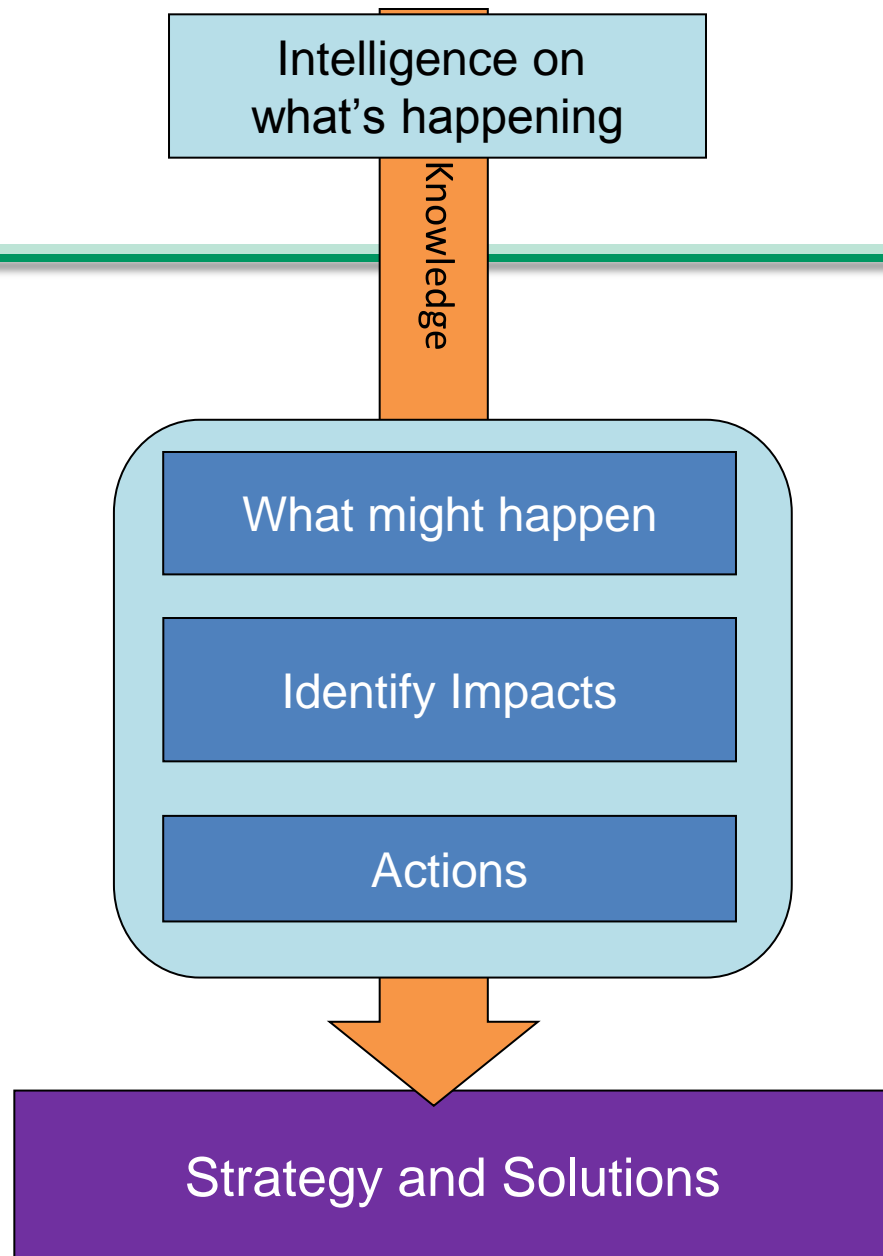 Intelligence on
what’s happening
Knowledge
What might happen
Identify Impacts
Actions
Strategy and Solutions